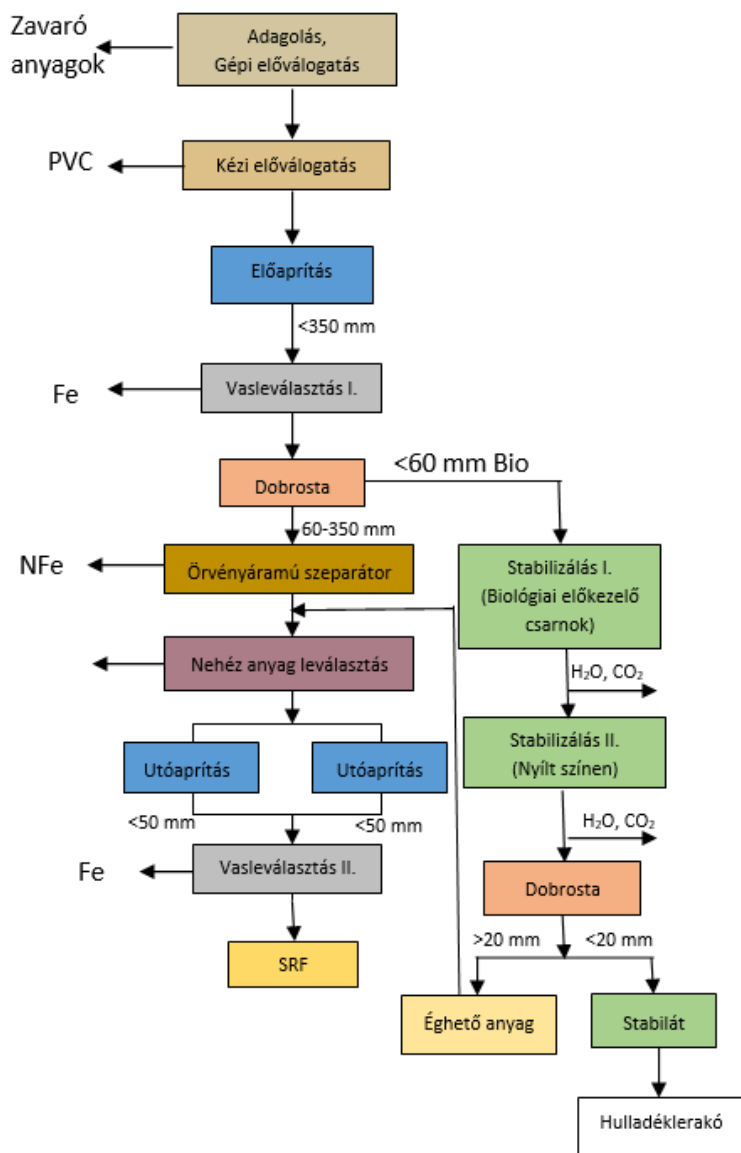 Zavaró
anyagok
Adagolás,
Gépi előválogatás
PVC
Kézi előválogatás
Előaprítás
<350 mm
Fe
Vasleválasztás I.
<60 mm Bio
Dobrosta
60-350 mm
NFe
Örvényáramú szeparátor
Stabilizálás I.
(Biológiai előkezelő
csarnok)
Nehéz anyag leválasztás
H₂O, CO₂
Stabilizálás II.
(Nyílt színen)
Utóaprítás
Utóaprítás
<50 mm
<50 mm
H₂O, CO₂
Fe
Vasleválasztás II.
Dobrosta
>20 mm
<20 mm
SRF
Éghető anyag
Stabilát
Hulladéklerakó